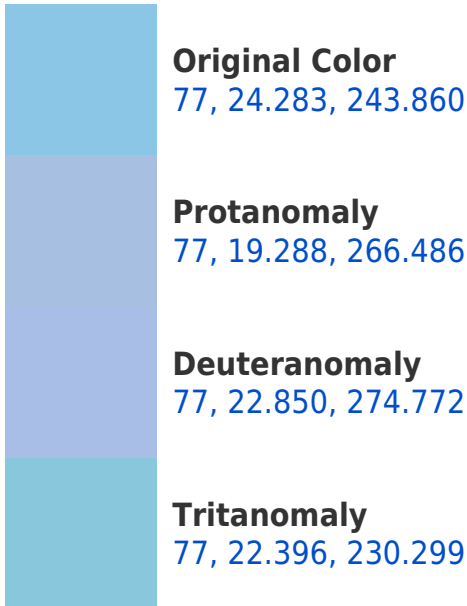 Original Color
77, 24.283, 243.860
Protanomaly
77, 19.288, 266.486
Deuteranomaly
77, 22.850, 274.772
Tritanomaly
77, 22.396, 230.299